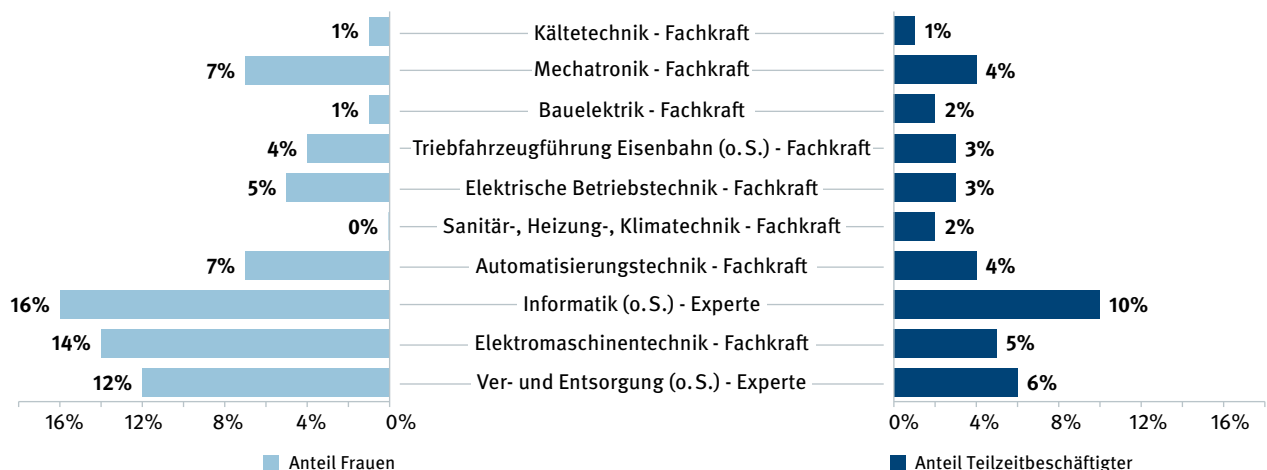 1% Kältetechnik - Fachkraft 1%
7% Mechatronik - Fachkraft 4%
1% Bauelektrik - Fachkraft 2%
4% Triebfahrzeugführung Eisenbahn (o. S.) - Fachkraft 3%
5% Elektrische Betriebstechnik - Fachkraft 3%
0% Sanitär-, Heizung-, Klimatechnik - Fachkraft 2%
7% Automatisierungstechnik - Fachkraft 4%
16% Informatik (o. S.) - Experte 10%
14% Elektromaschinentechnik - Fachkraft 5%
12% Ver- und Entsorgung (o. S.) - Experte 6%
16% 12% 8% 4% 0% 0% 4% 8% 12% 16%
Anteil Frauen Anteil Teilzeitbeschäftigter